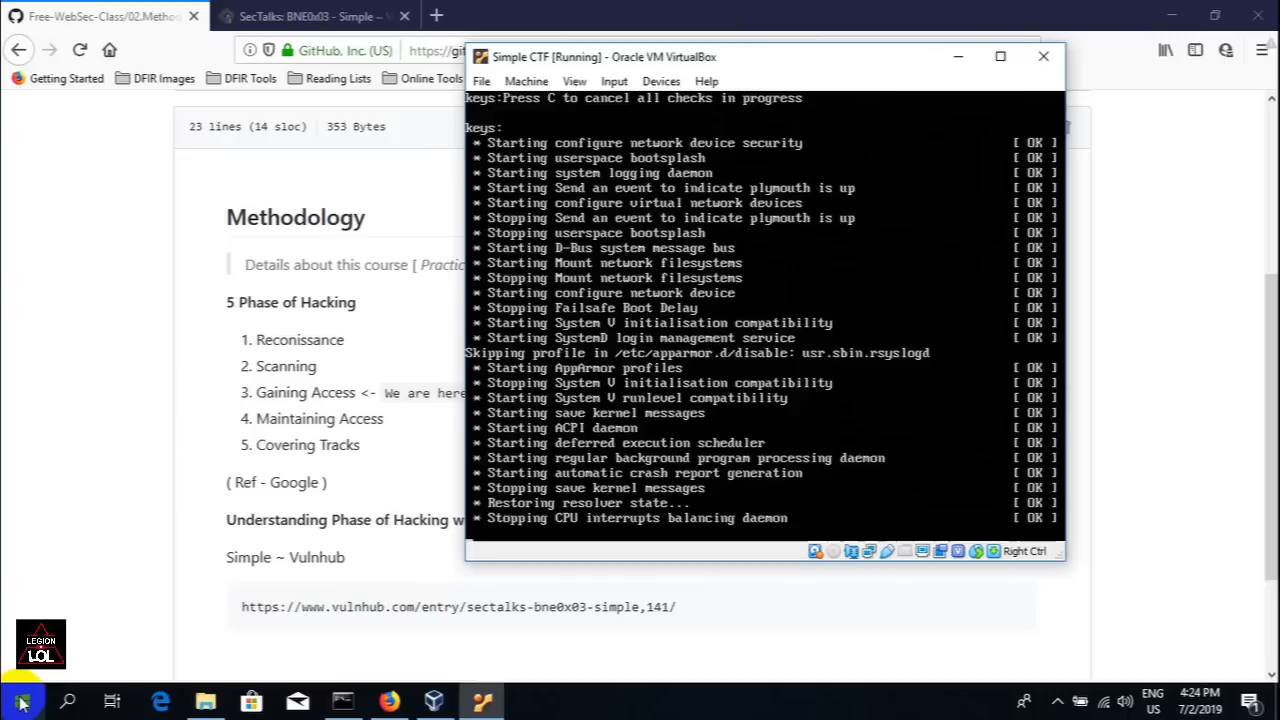 Free-WebSec-Class/02.Metho
SecTalks: BNE0x03 - Simple ~
GitHub, Inc. (US)
https://git
Getting Started
DFIR Images
DFIR Tools
Reading Lists
Online Tools
23 lines (14 sloc)
353 Bytes
Methodology
Details about this course [ Practic
5 Phase of Hacking
1. Reconissance
2. Scanning
3. Gaining Access <- We are here
4. Maintaining Access
5. Covering Tracks
( Ref - Google )
Understanding Phase of Hacking w
Simple ~ Vulnhub
https://www.vulnhub.com/entry/sectalks-bne0x03-simple,141/
Simple CTF [Running] - Oracle VM VirtualBox
File Machine View Input Devices Help
keys:Press C to cancel all checks in progress
keys:
* Starting configure network device security [ OK ]
* Starting userspace bootsplash [ OK ]
* Starting system logging daemon [ OK ]
* Starting Send an event to indicate plymouth is up [ OK ]
* Starting configure virtual network devices [ OK ]
* Stopping Send an event to indicate plymouth is up [ OK ]
* Stopping userspace bootsplash [ OK ]
* Starting D-Bus system message bus [ OK ]
* Starting Mount network filesystems [ OK ]
* Stopping Mount network filesystems [ OK ]
* Starting configure network device [ OK ]
* Stopping Failsafe Boot Delay [ OK ]
* Starting System V initialisation compatibility [ OK ]
* Starting SystemD login management service [ OK ]
Skipping profile in /etc/apparmor.d/disable: usr.sbin.rsyslogd
* Starting AppArmor profiles [ OK ]
* Stopping System V initialisation compatibility [ OK ]
* Starting System V runlevel compatibility [ OK ]
* Starting save kernel messages [ OK ]
* Starting ACPI daemon [ OK ]
* Starting deferred execution scheduler [ OK ]
* Starting regular background program processing daemon [ OK ]
* Starting automatic crash report generation [ OK ]
* Stopping save kernel messages [ OK ]
* Restoring resolver state... [ OK ]
* Stopping CPU interrupts balancing daemon [ OK ]
Right Ctrl
LEGION
LOL
ENG
US
4:24 PM
7/2/2019
1